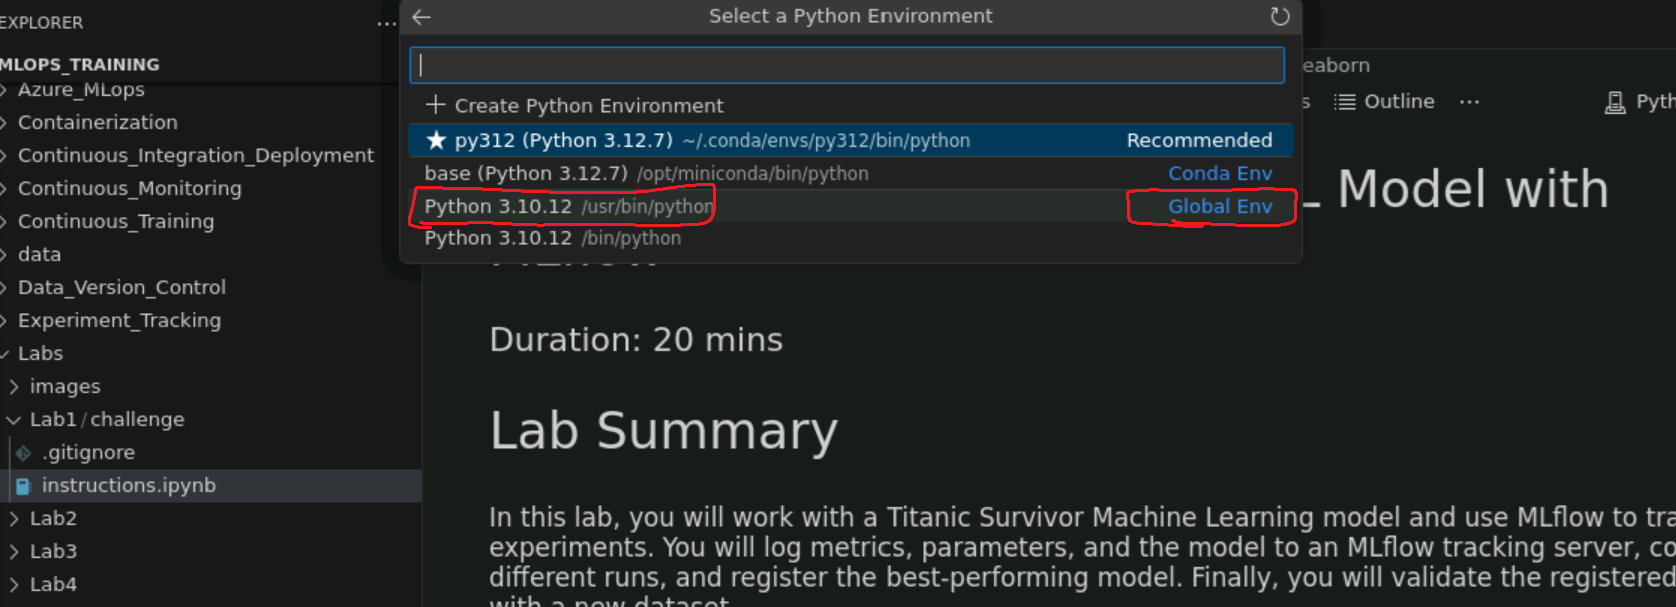 EXPLORER
MLOPS_TRAINING
Azure_MLops
Containerization
Continuous_Integration_Deployment
Continuous_Monitoring
Continuous_Training
data
Data_Version_Control
Experiment_Tracking
Labs
images
Lab1/challenge
.gitignore
instructions.ipynb
Lab2
Lab3
Lab4
Select a Python Environment
Create Python Environment
py312 (Python 3.12.7) ~/.conda/envs/py312/bin/python Recommended
base (Python 3.12.7) /opt/miniconda/bin/python Conda Env
Python 3.10.12 /usr/bin/python Global Env
Python 3.10.12 /bin/python
eaborn
s Outline ... Pyth
L Model with
Duration: 20 mins
Lab Summary
In this lab, you will work with a Titanic Survivor Machine Learning model and use MLflow to tra
experiments. You will log metrics, parameters, and the model to an MLflow tracking server, co
different runs, and register the best-performing model. Finally, you will validate the registered
with a new dataset